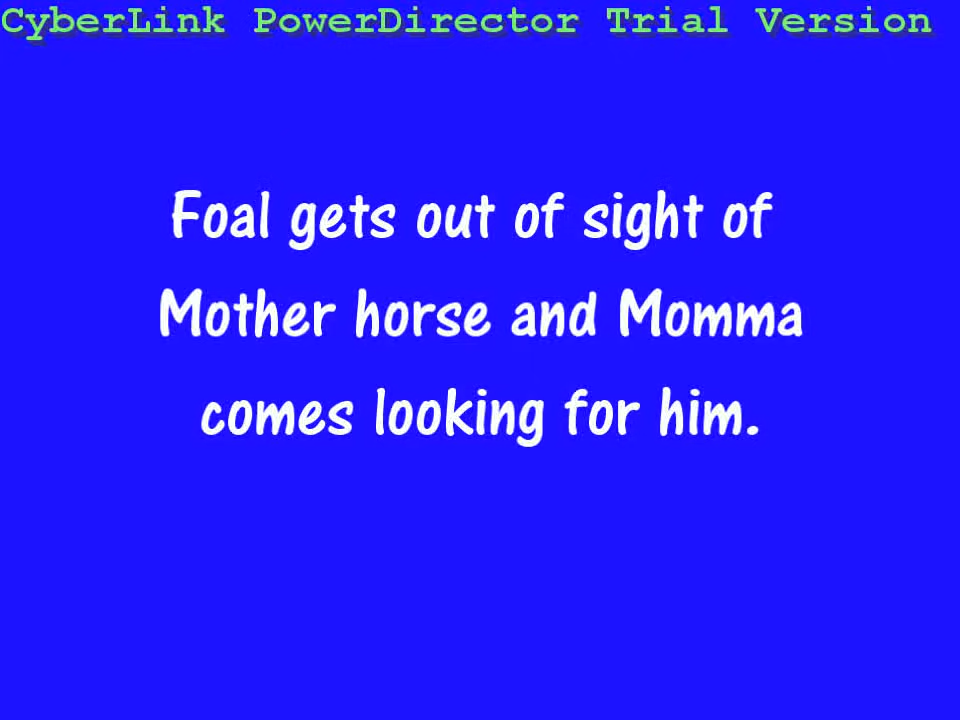 CyberLink PowerDirector Trial Version
Foal gets out of sight of
Mother horse and Momma
comes looking for him.